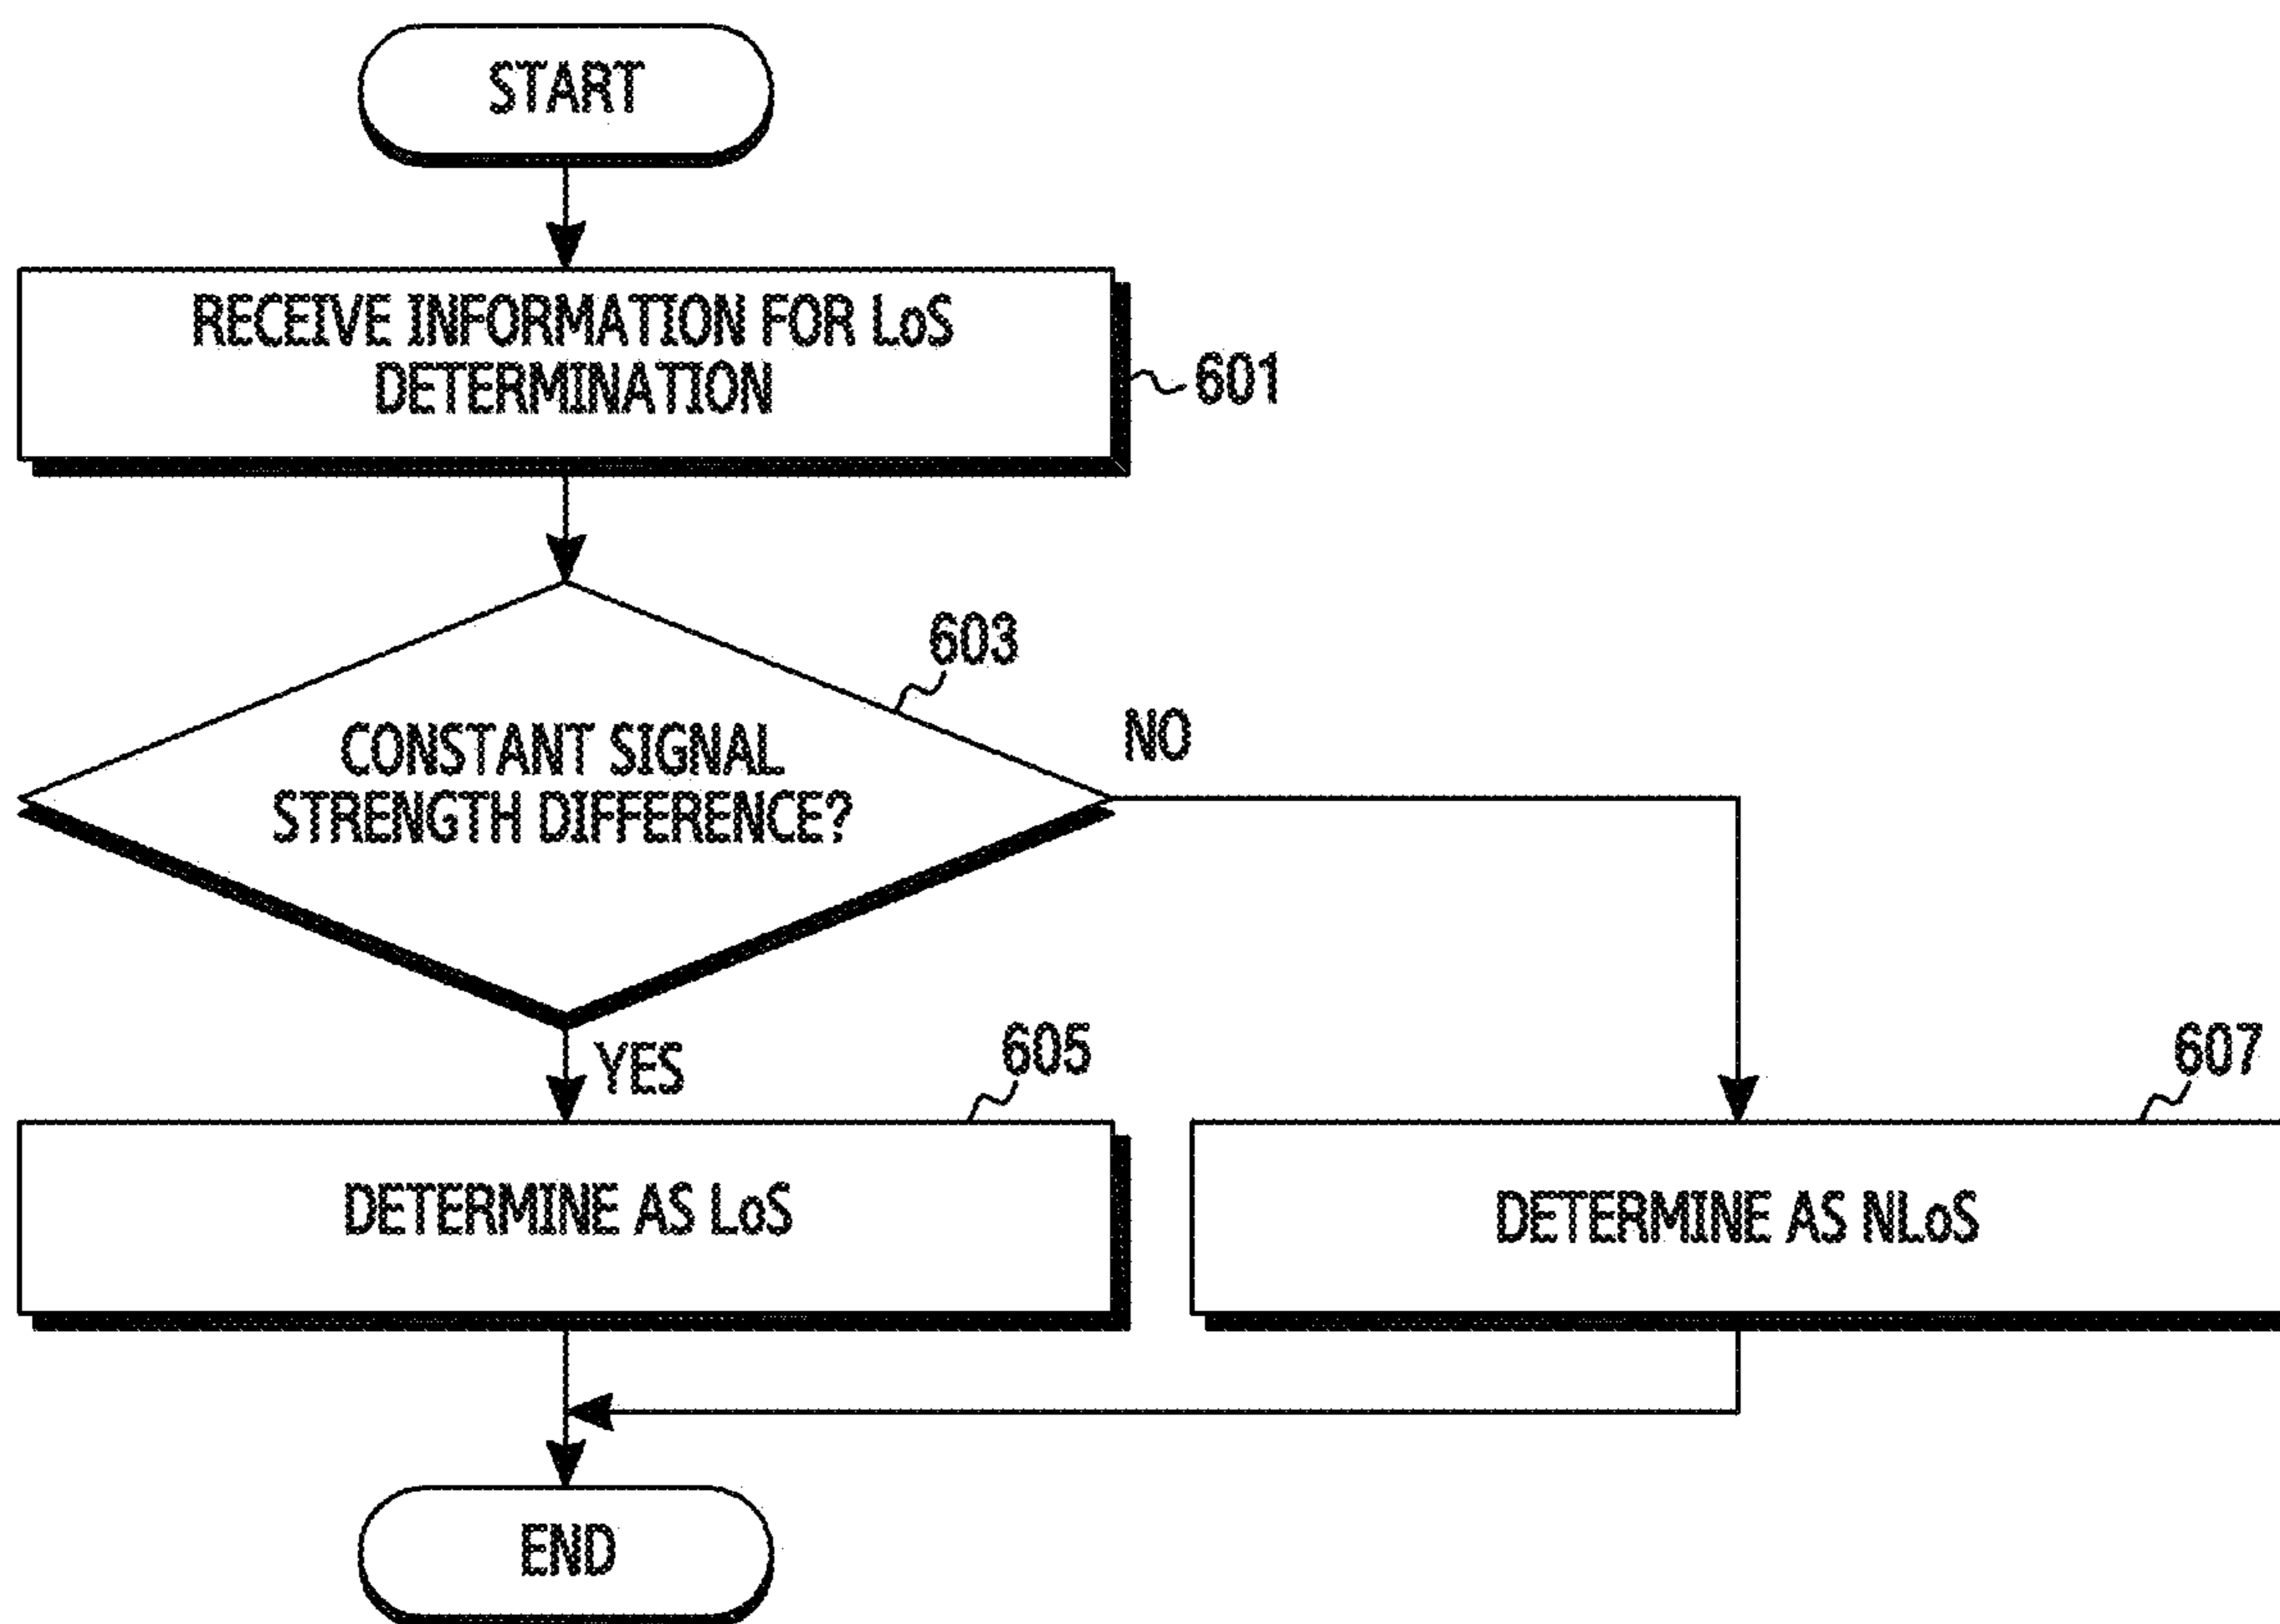 START
RECEIVE INFORMATION FOR LoS
DETERMINATION
601
603
CONSTANT SIGNAL
STRENGTH DIFFERENCE?
NO
YES
605
607
DETERMINE AS LoS
DETERMINE AS NLoS
END